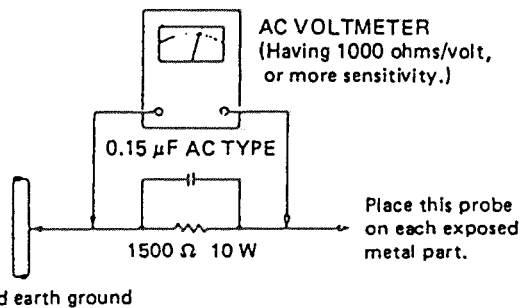 AC VOLTMETER
(Having 1000 ohms/volt,
or more sensitivity.)
0.15 µF AC TYPE
Place this probe
on each exposed
metal part.
1500 Ω 10 W
d earth ground